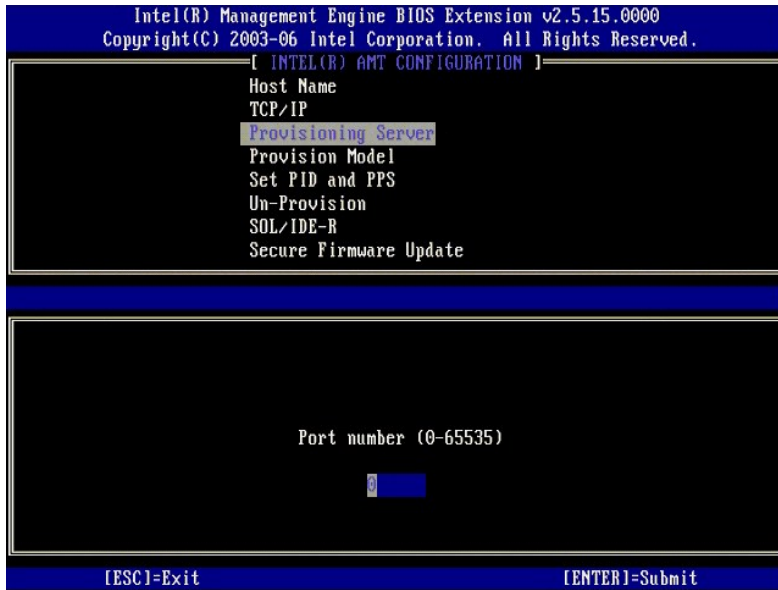 Intel(R) Management Engine BIOS Extension v2.5.15.0000
Copyright(C) 2003-06 Intel Corporation. All Rights Reserved.
[ INTEL(R) AMT CONFIGURATION ]
Host Name
TCP/IP
Provisioning Server
Provision Model
Set PID and PPS
Un-Provision
SOL/IDE-R
Secure Firmware Update
Port number (0-65535)
0
[ESC]=Exit [ENTER]=Submit